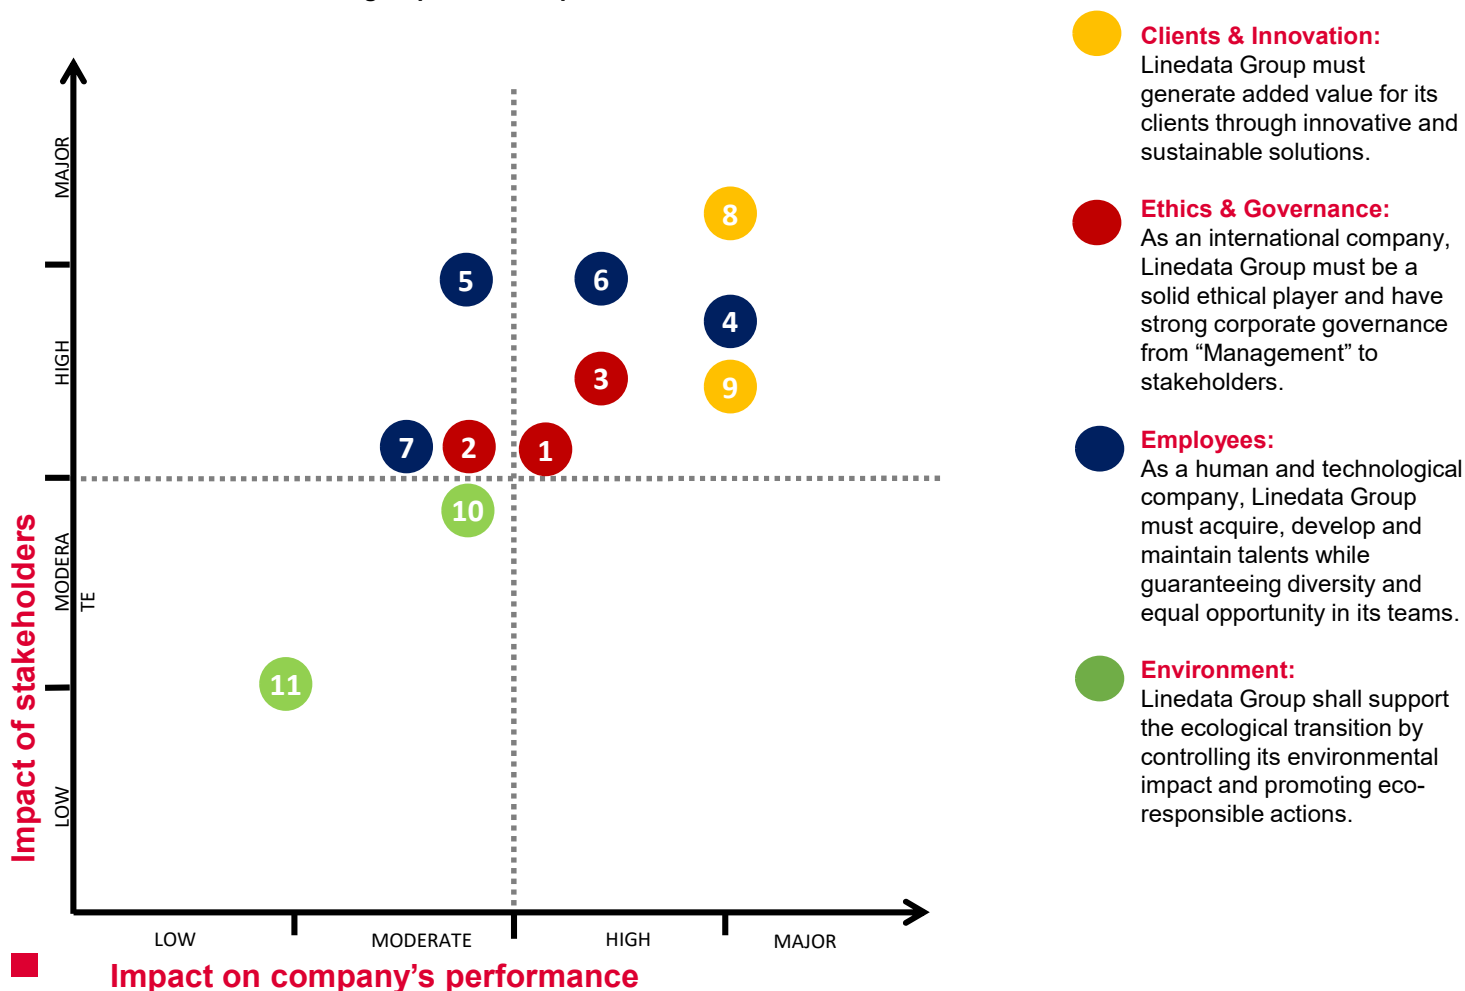 MAJOR
HIGH
MODERA
TE
LOW
Impact of stakeholders
8
5
6
4
3
9
7
2
1
10
11
LOW
MODERATE
HIGH
MAJOR
Impact on company’s performance
Clients & Innovation:
Linedata Group must
generate added value for its
clients through innovative and
sustainable solutions.
Ethics & Governance:
As an international company,
Linedata Group must be a
solid ethical player and have
strong corporate governance
from “Management” to
stakeholders.
Employees:
As a human and technological
company, Linedata Group
must acquire, develop and
maintain talents while
guaranteeing diversity and
equal opportunity in its teams.
Environment:
Linedata Group shall support
the ecological transition by
controlling its environmental
impact and promoting eco-
responsible actions.